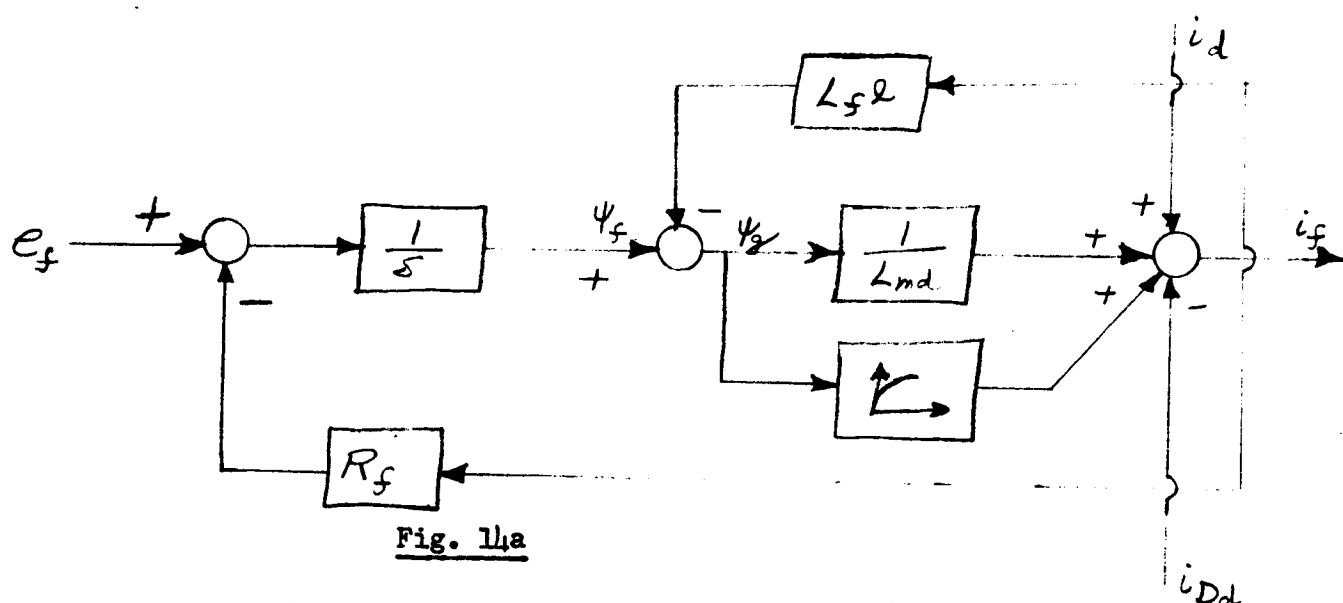 i_d
L_fℓ
+
+
-
e_f
1/s
ψ_f
+
ψ_g
1/L_md
+
+
i_f
-
-
R_f
Fig. 14a
i_Dd